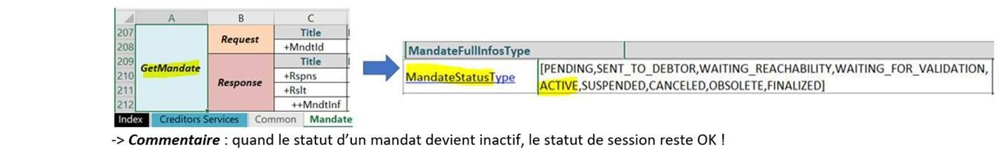 A B C
207 Request Title
208 +MndtId
209 GetMandate Response Title
210 +Rspns
211 +Rslt
212 ++MndtInf
Index Creditors Services Common Mandate
MandateFullInfosType
MandateStatusType [PENDING,SENT_TO_DEBTOR,WAITING_REACHABILITY,WAITING_FOR_VALIDATION,
ACTIVE,SUSPENDED,CANCELED,OBSOLETE,FINALIZED]
-> Commentaire : quand le statut d’un mandat devient inactif, le statut de session reste OK !